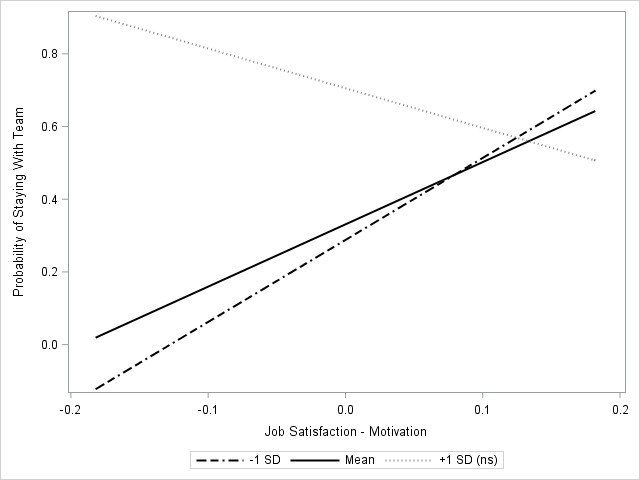 Probability of Staying With Team
0.8
0.6
0.4
0.2
0.0
-0.2 -0.1 0.0 0.1 0.2
Job Satisfaction - Motivation
-1 SD Mean +1 SD (ns)